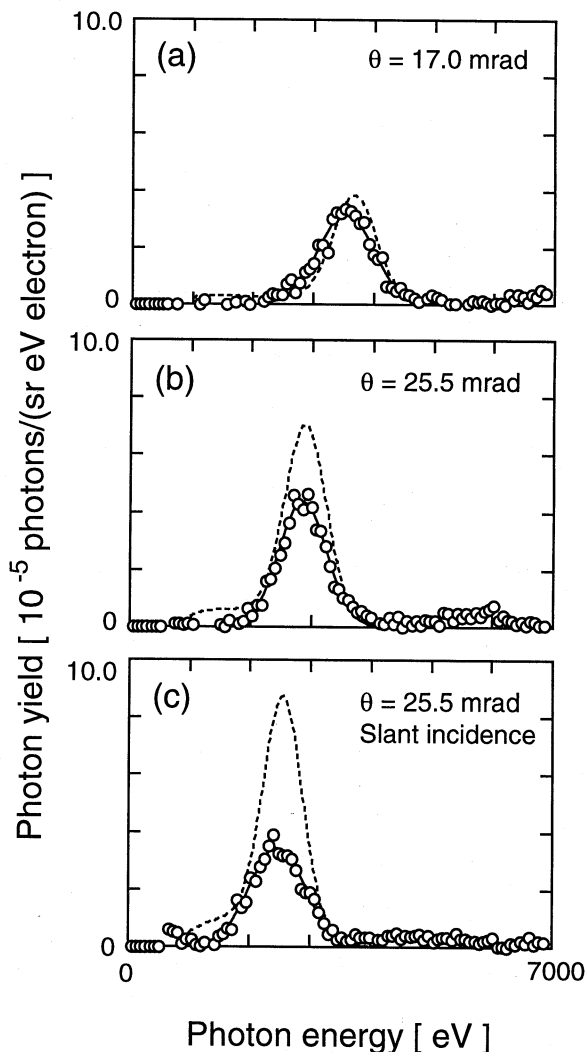 Photon yield [ 10⁻⁵ photons/(sr eV electron) ]
10.0
(a)
θ = 17.0 mrad
0
10.0
(b)
θ = 25.5 mrad
0
10.0
(c)
θ = 25.5 mrad
Slant incidence
0
0
7000
Photon energy [ eV ]